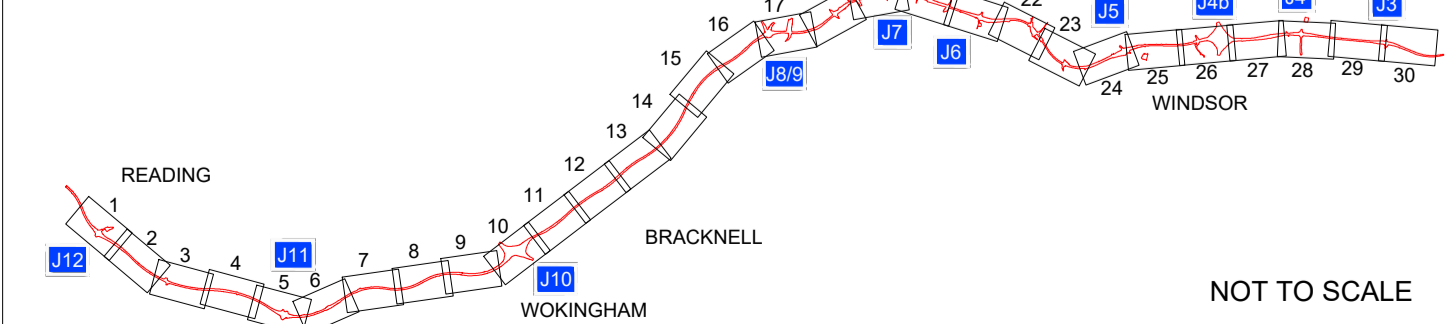 17
16
15
14
13
12
11
10
J8/9
J7
J6
22
23
J5
J4b
J4
J3
24
25
26
27
28
29
30
WINDSOR
READING
1
2
3
4
5
6
7
8
9
J12
J11
J10
BRACKNELL
WOKINGHAM
NOT TO SCALE